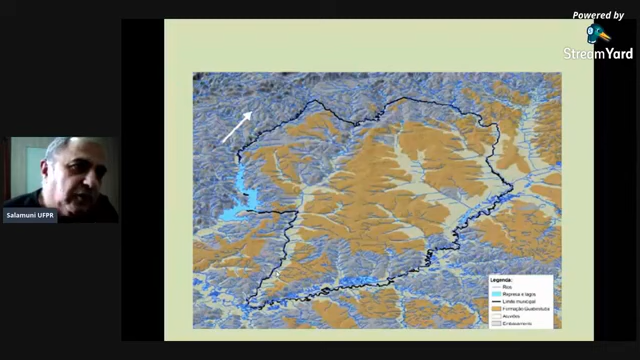 Powered by
StreamYard
Salamuni UFPR
Legenda:
Rios
Represa e lagos
Limite municipal
Formação Guabirotuba
Aluviões
Embasamento